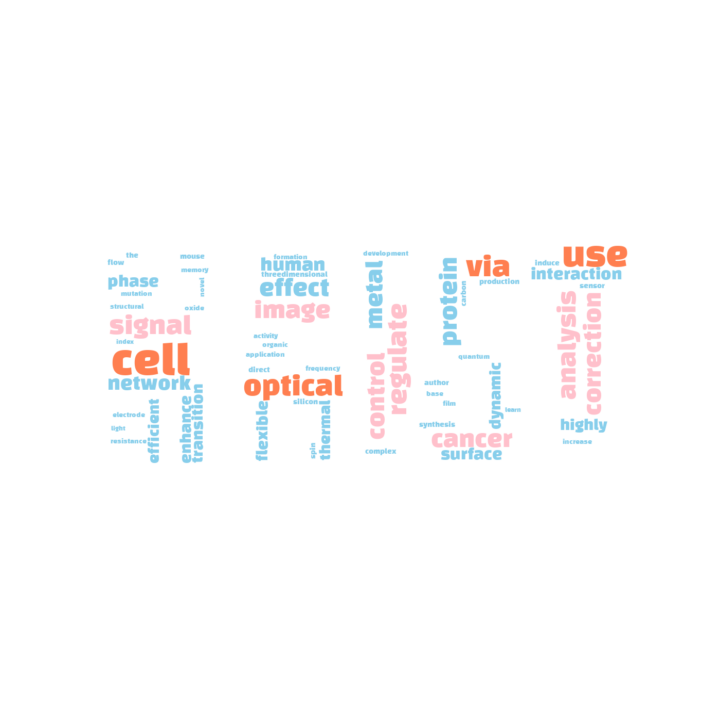 the
flow
mouse
memory
phase
novel
mutation
structural
oxide
signal
index
cell
network
transition
enhance
efficient
electrode
light
resistance
formation
human
threedimensional
effect
image
activity
organic
application
direct
frequency
optical
silicon
flexible
thermal
spin
development
metal
regulate
control
complex
protein
via
carbon
production
quantum
author
base
dynamic
film
learn
synthesis
cancer
surface
use
induce
interaction
sensor
analysis
correction
highly
increase